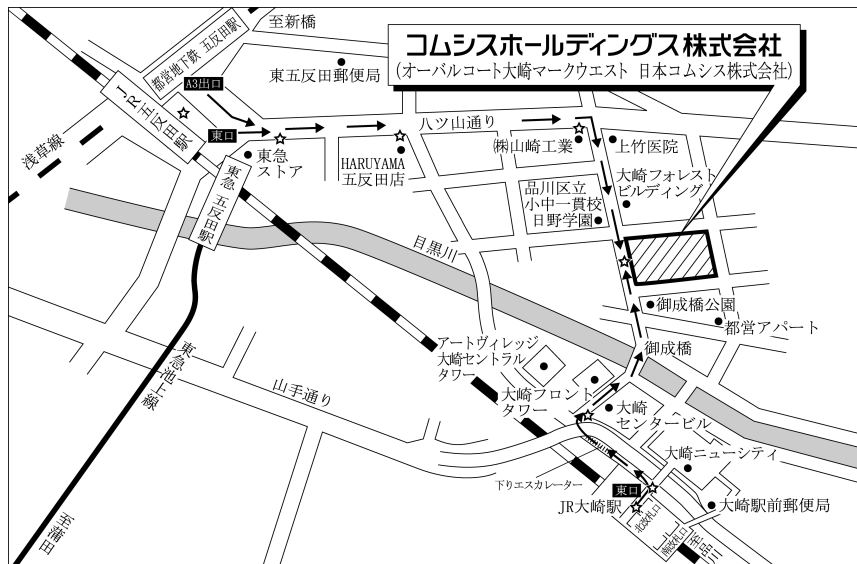 至新橋
都営地下鉄 五反田駅
コムシスホールディングス株式会社
(オーバルコート大崎マークウエスト 日本コムシス株式会社)
東五反田郵便局
A3出口
JR五反田駅
東口
八ツ山通り
浅草線
東急
ストア
HARUYAMA
五反田店
㈱山崎工業
上竹医院
大崎フォレスト
ビルディング
品川区立
小中一貫校
日野学園
東急 五反田駅
目黒川
御成橋公園
都営アパート
御成橋
アートヴィレッジ
大崎セントラル
タワー
東急池上線
山手通り
大崎フロント
タワー
大崎
センタービル
大崎ニューシティ
下りエスカレーター
東口
JR大崎駅
大崎駅前郵便局
北改札口
南改札口
至品川
至蒲田